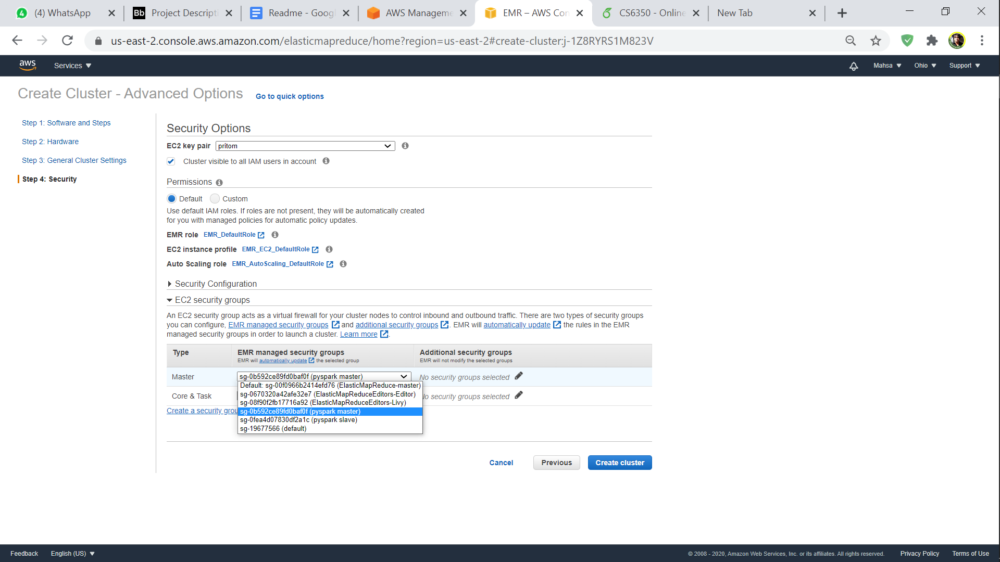 (4) WhatsApp
Bb Project Descripti
Readme - Googl
AWS Manageme
EMR – AWS Con
CS6350 - Online
New Tab
us-east-2.console.aws.amazon.com/elasticmapreduce/home?region=us-east-2#create-cluster:j-1Z8RYRS1M823V
aws Services Mahsa Ohio Support
Create Cluster - Advanced Options Go to quick options
Step 1: Software and Steps
Step 2: Hardware
Step 3: General Cluster Settings
Step 4: Security
Security Options
EC2 key pair pritom
Cluster visible to all IAM users in account
Permissions
Default Custom
Use default IAM roles. If roles are not present, they will be automatically created
for you with managed policies for automatic policy updates.
EMR role EMR_DefaultRole
EC2 instance profile EMR_EC2_DefaultRole
Auto Scaling role EMR_AutoScaling_DefaultRole
Security Configuration
EC2 security groups
An EC2 security group acts as a virtual firewall for your cluster nodes to control inbound and outbound traffic. There are two types of security groups
you can configure, EMR managed security groups and additional security groups. EMR will automatically update the rules in the EMR
managed security groups in order to launch a cluster. Learn more.
Type EMR managed security groups Additional security groups
EMR will automatically update the selected group EMR will not modify the selected groups
Master sg-0b592ce89fd0baf0f (pyspark master) No security groups selected
Default: sg-00f0966b2414efd76 (ElasticMapReduce-master)
sg-0670320a42afe32e7 (ElasticMapReduceEditors-Editor)
Core & Task No security groups selected
sg-08f90f2fb17716a92 (ElasticMapReduceEditors-Livy)
Create a security grou sg-0b592ce89fd0baf0f (pyspark master)
sg-0fea4d07830df2a1c (pyspark slave)
sg-19677566 (default)
Cancel Previous Create cluster
Feedback English (US) © 2008 - 2020, Amazon Web Services, Inc. or its affiliates. All rights reserved. Privacy Policy Terms of Use